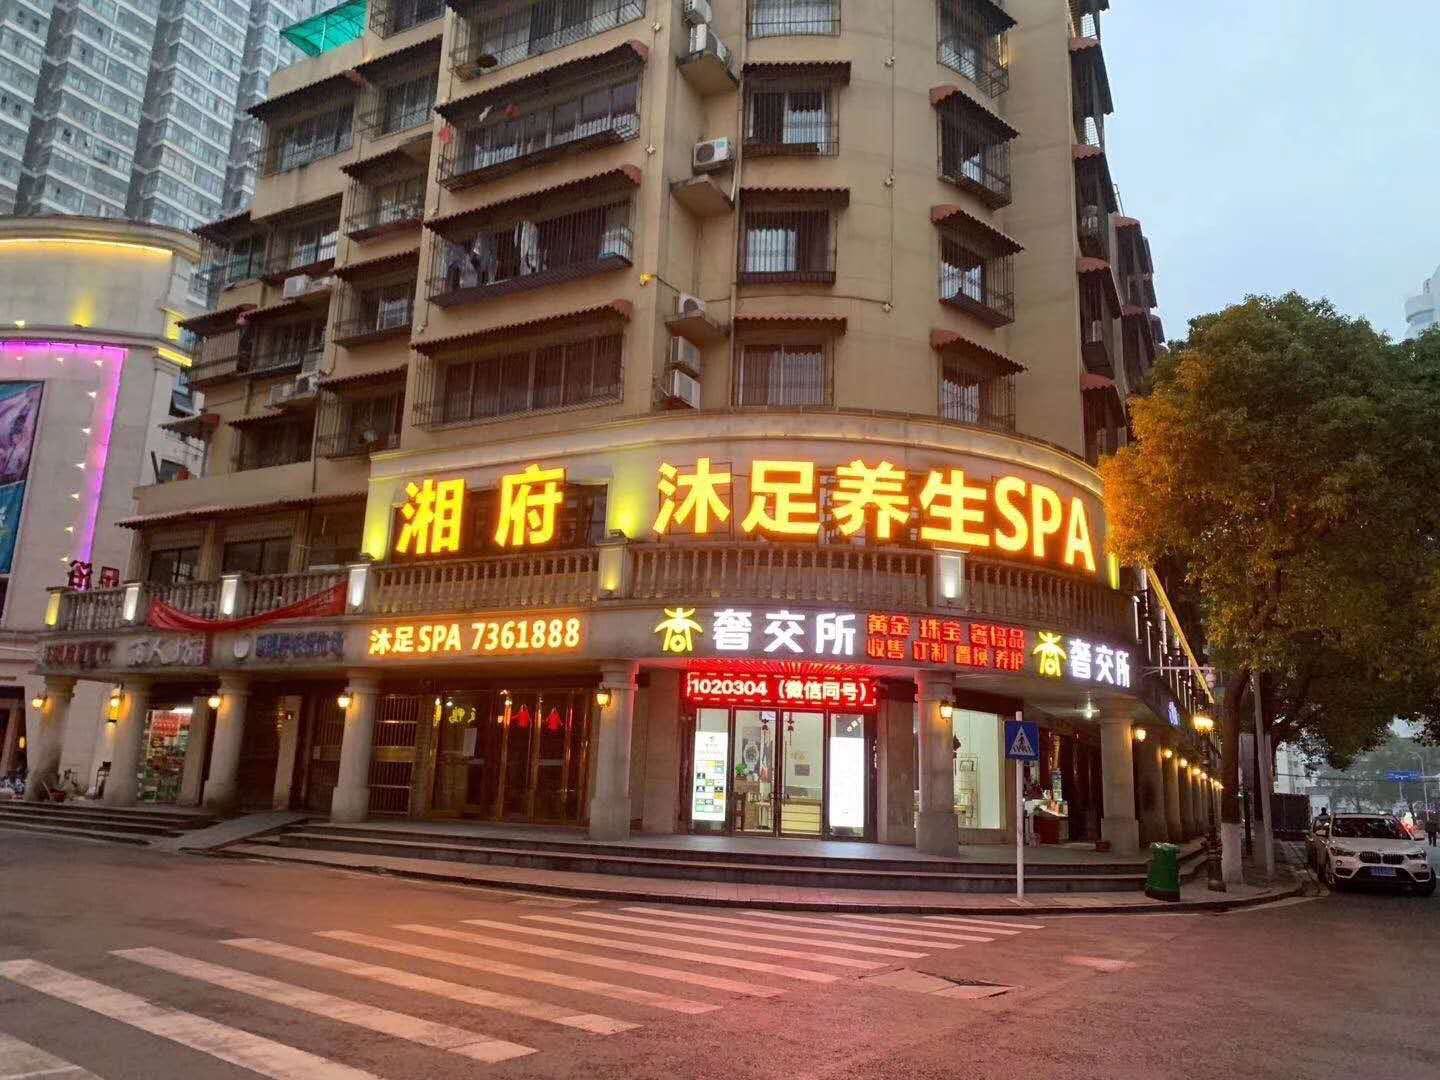 湘府 沐足养生SPA
沐足SPA 7361888
奢交所
黄金 珠宝 奢侈品
收售 订制 置换 养护
奢交所
1020304（微信同号）